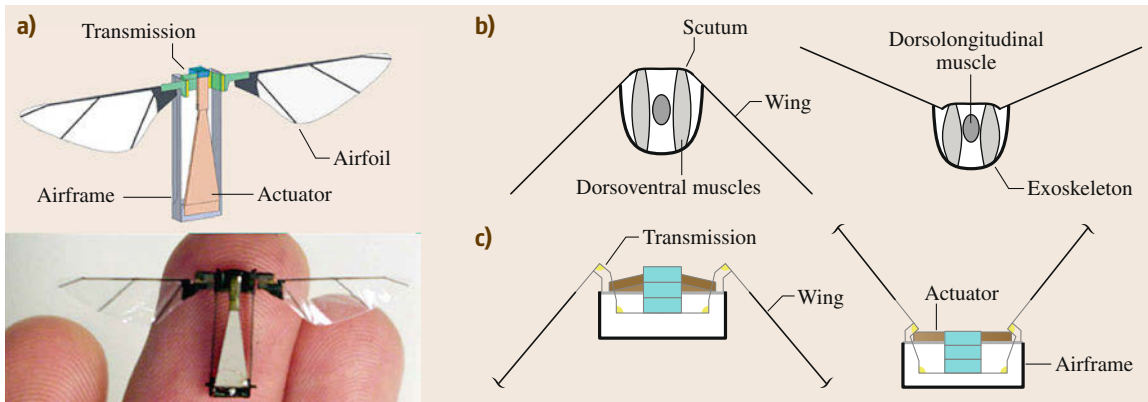 a)
Transmission
Airfoil
Airframe
Actuator
b)
Scutum
Wing
Dorsoventral muscles
Dorsolongitudinal
muscle
Exoskeleton
c)
Transmission
Wing
Actuator
Airframe